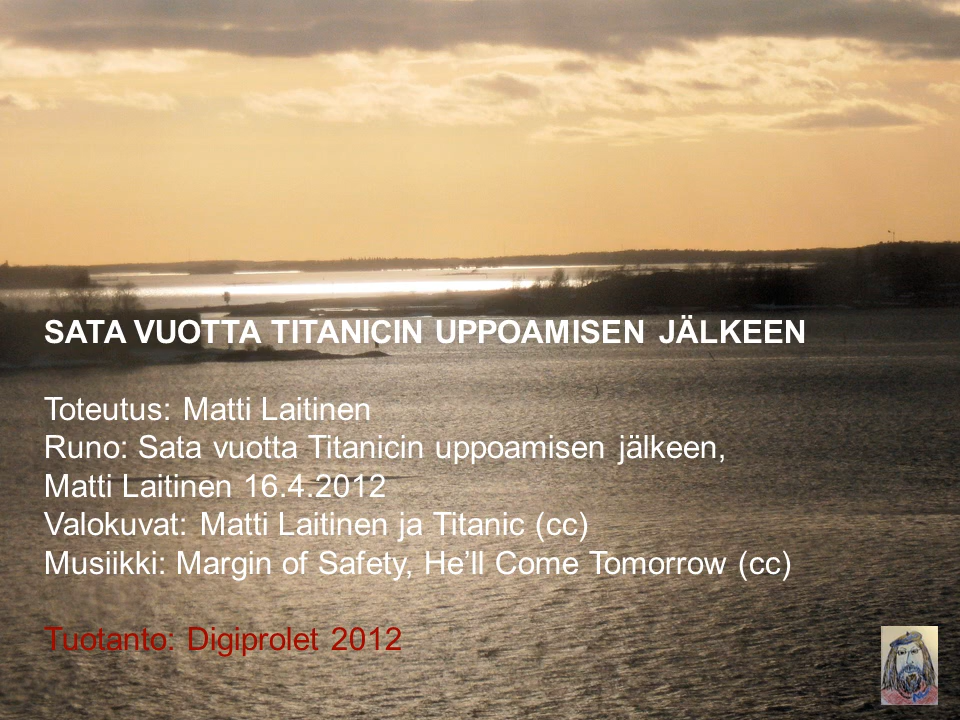 SATA VUOTTA TITANICIN UPPOAMISEN JÄLKEEN
Toteutus: Matti Laitinen
Runo: Sata vuotta Titanicin uppoamisen jälkeen,
Matti Laitinen 16.4.2012
Valokuvat: Matti Laitinen ja Titanic (cc)
Musiikki: Margin of Safety, He’ll Come Tomorrow (cc)
Tuotanto: Digiprolet 2012